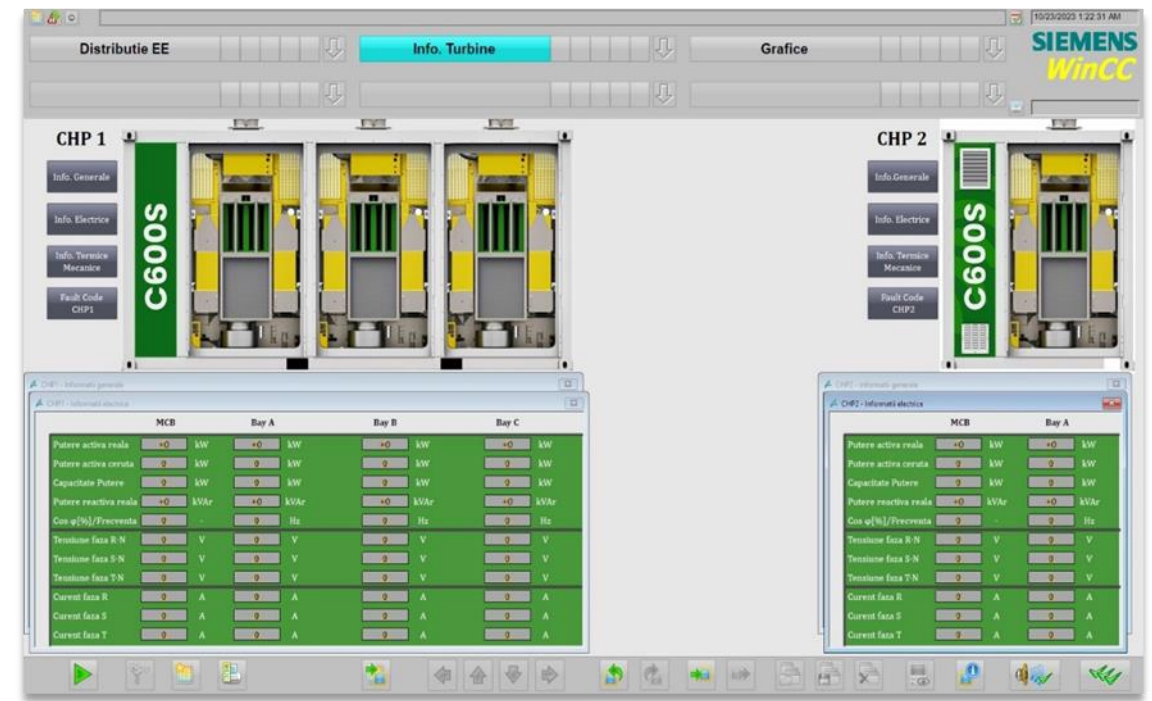 10/23/2023 1:22:31 AM
Distributie EE
Info. Turbine
Grafice
SIEMENS
WinCC
CHP 1
Info. Generale
Info. Electrice
Info. Termice
Mecanice
Fault Code
CHP1
C600S
CHP 2
Info.Generale
Info. Electrice
Info. Termice
Mecanice
Fault Code
CHP2
C600S
CHP1 - Informatii generale
CHP1 - Informatii electrice
MCB Bay A Bay B Bay C
Putere activa reala +0 kW +0 kW +0 kW +0 kW
Putere activa ceruta 0 kW 0 kW 0 kW 0 kW
Capacitate Putere 0 kW 0 kW 0 kW 0 kW
Putere reactiva reala +0 kVAr +0 kVAr +0 kVAr +0 kVAr
Cos φ[%]/Frecventa 0 - 0 Hz 0 Hz 0 Hz
Tensiune faza R-N 0 V 0 V 0 V 0 V
Tensiune faza S-N 0 V 0 V 0 V 0 V
Tensiune faza T-N 0 V 0 V 0 V 0 V
Curent faza R 0 A 0 A 0 A 0 A
Curent faza S 0 A 0 A 0 A 0 A
Curent faza T 0 A 0 A 0 A 0 A
CHP2 - Informatii generale
CHP2 - Informatii electrice
MCB Bay A
Putere activa reala +0 kW +0 kW
Putere activa ceruta 0 kW 0 kW
Capacitate Putere 0 kW 0 kW
Putere reactiva reala +0 kVAr +0 kVAr
Cos φ[%]/Frecventa 0 - 0 Hz
Tensiune faza R-N 0 V 0 V
Tensiune faza S-N 0 V 0 V
Tensiune faza T-N 0 V 0 V
Curent faza R 0 A 0 A
Curent faza S 0 A 0 A
Curent faza T 0 A 0 A